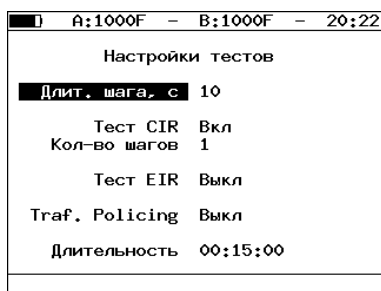 A:1000F – B:1000F – 20:22
Настройки тестов
Длит. шага, с 10
Тест CIR Вкл
Кол-во шагов 1
Тест EIR Выкл
Traf. Policing Выкл
Длительность 00:15:00